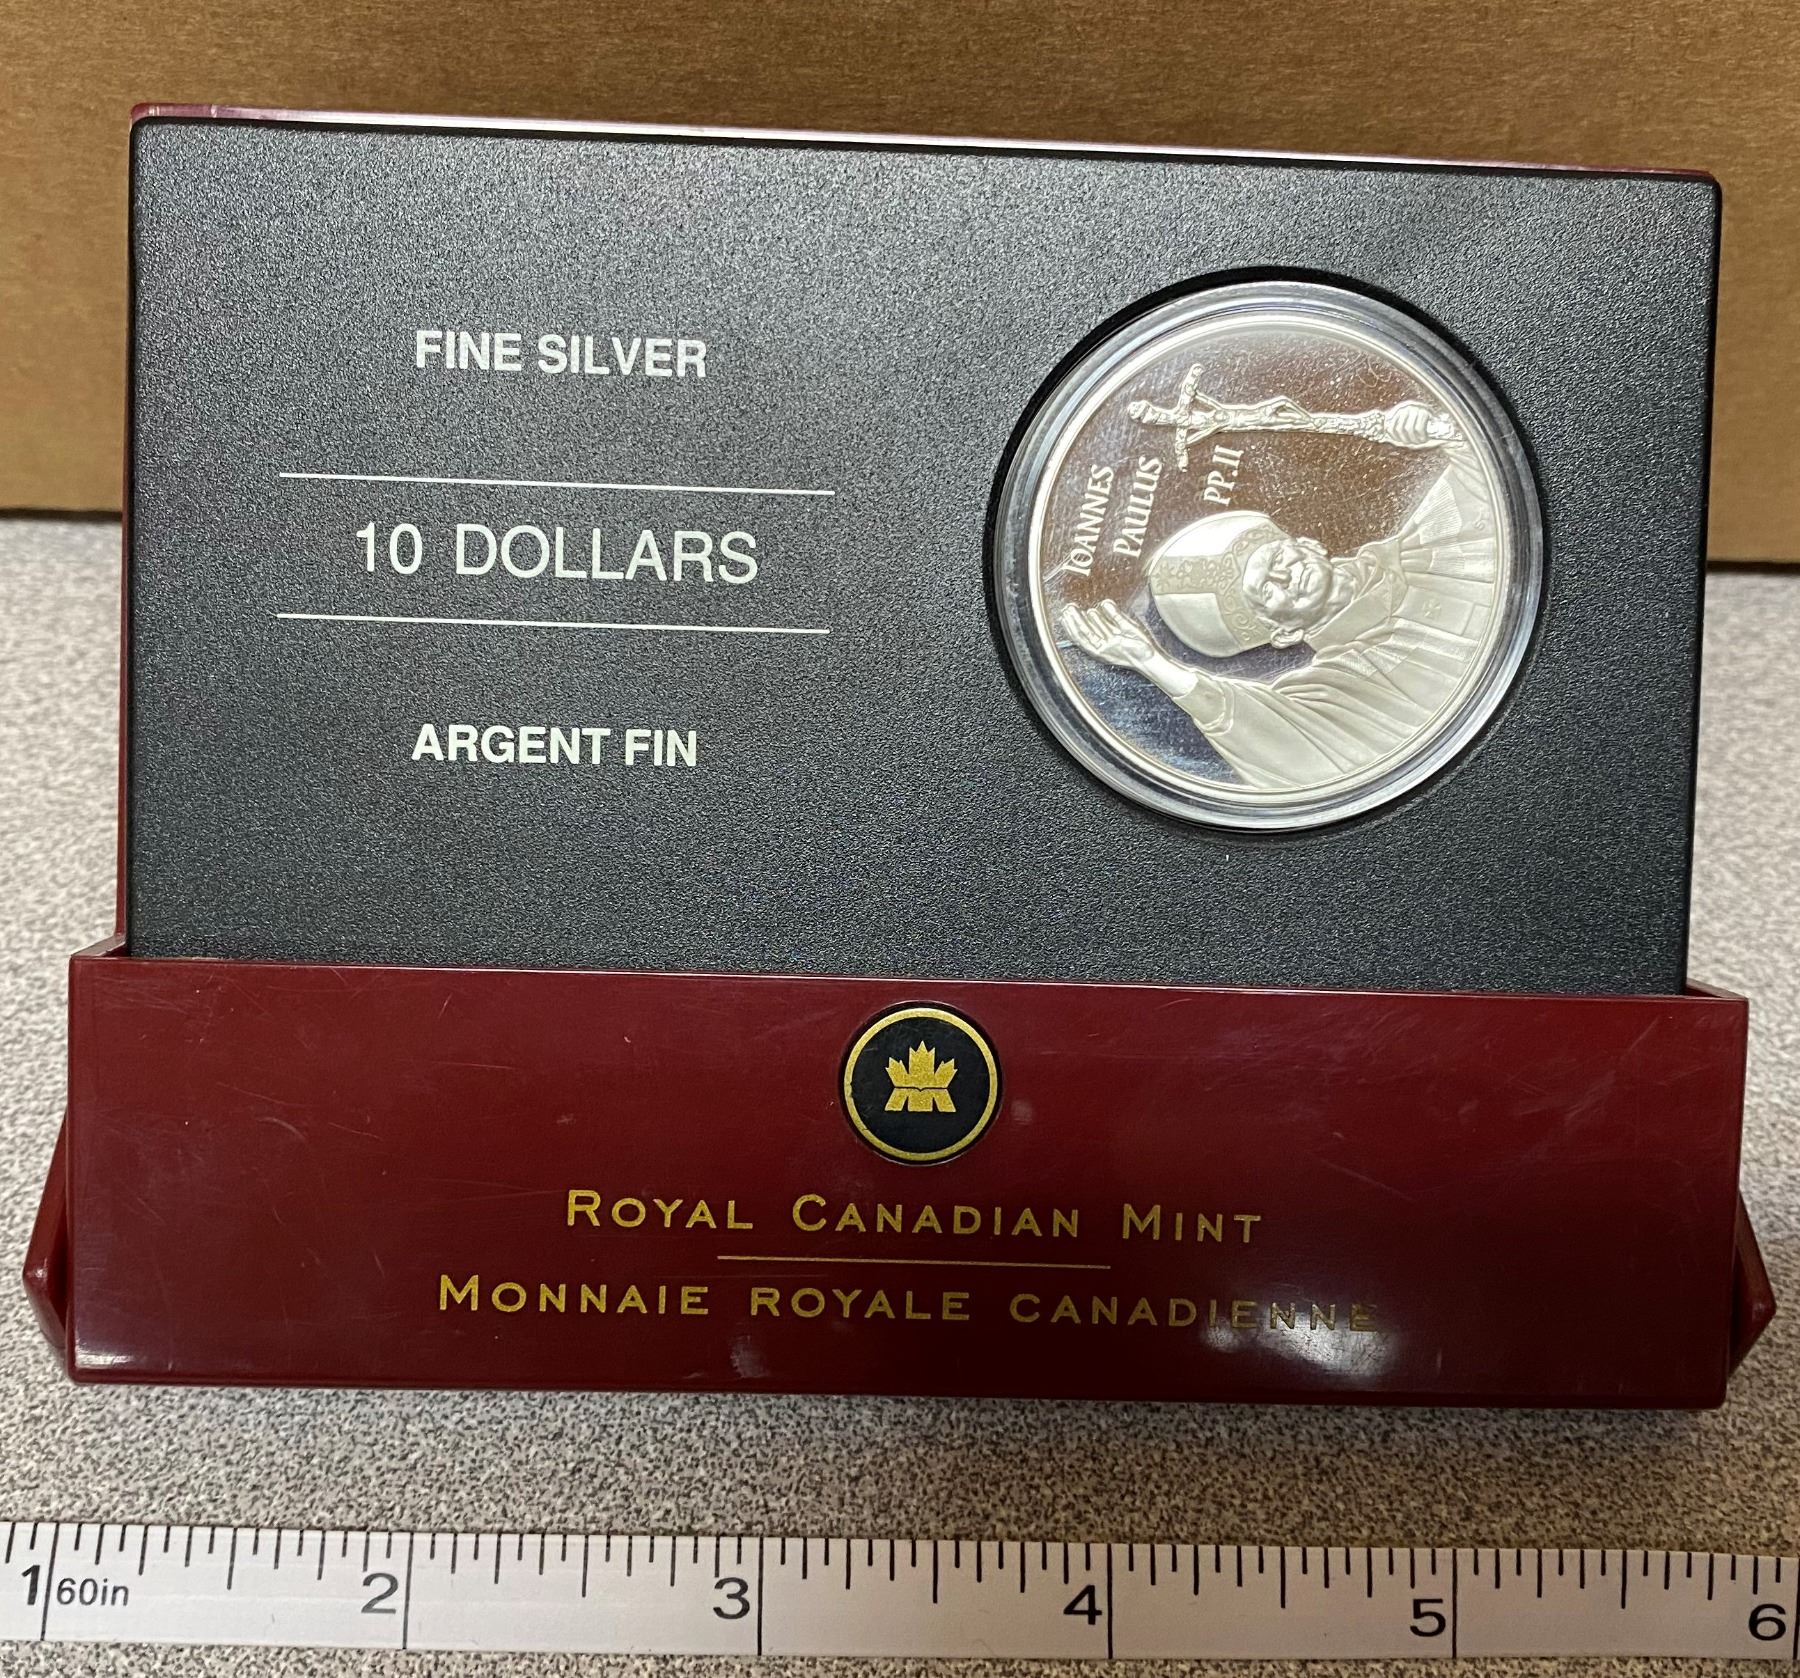 FINE SILVER
10 DOLLARS
ARGENT FIN
IOANNES
PAULUS
PP.II
ROYAL CANADIAN MINT
MONNAIE ROYALE CANADIENNE
1 60in 2 3 4 5 6